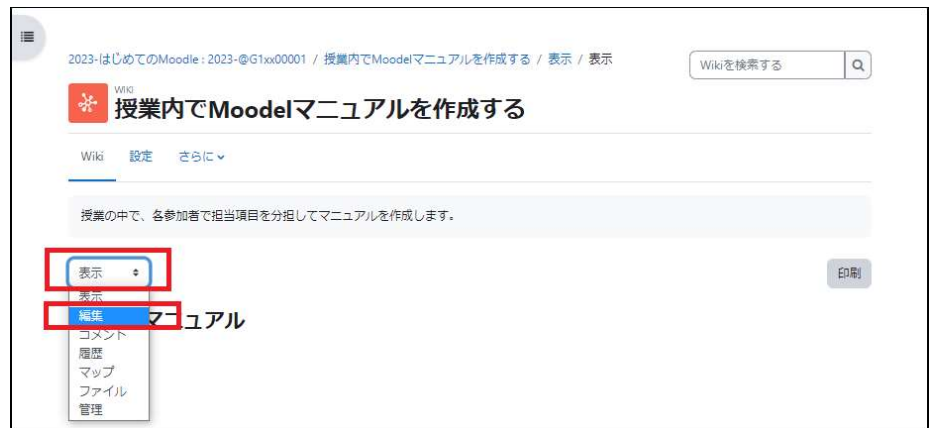 2023-はじめてのMoodle : 2023-@G1xx00001 / 授業内でMoodelマニュアルを作成する / 表示 / 表示
Wikiを検索する
Wiki
授業内でMoodelマニュアルを作成する
Wiki 設定 さらに
授業の中で、各参加者で担当項目を分担してマニュアルを作成します。
表示 印刷
表示
編集
マニュアル
コメント
履歴
マップ
ファイル
管理